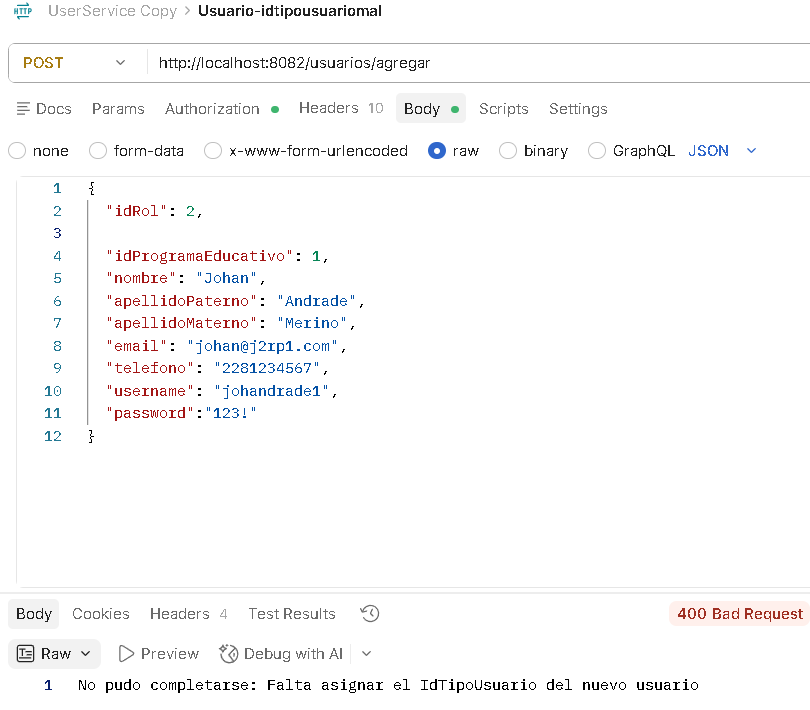 HTTP UserService Copy > Usuario-idtipousuariomal
POST http://localhost:8082/usuarios/agregar
Docs Params Authorization Headers 10 Body Scripts Settings
none form-data x-www-form-urlencoded raw binary GraphQL JSON
1 {
2 "idRol": 2,
3
4 "idProgramaEducativo": 1,
5 "nombre": "Johan",
6 "apellidoPaterno": "Andrade",
7 "apellidoMaterno": "Merino",
8 "email": "johan@j2rp1.com",
9 "telefono": "2281234567",
10 "username": "johandrade1",
11 "password":"123!"
12 }
Body Cookies Headers 4 Test Results 400 Bad Request
Raw Preview Debug with AI
1 No pudo completarse: Falta asignar el IdTipoUsuario del nuevo usuario